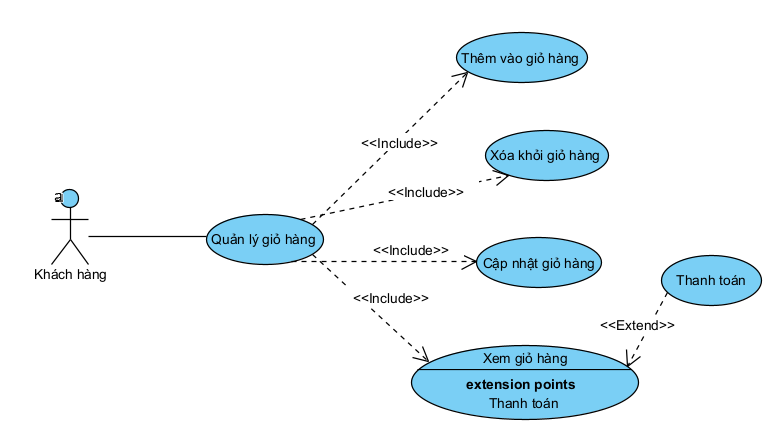 Thêm vào giỏ hàng
<<Include>>
Xóa khỏi giỏ hàng
<<Include>>
Khách hàng
Quản lý giỏ hàng
<<Include>>
Cập nhật giỏ hàng
Thanh toán
<<Include>>
<<Extend>>
Xem giỏ hàng
extension points
Thanh toán